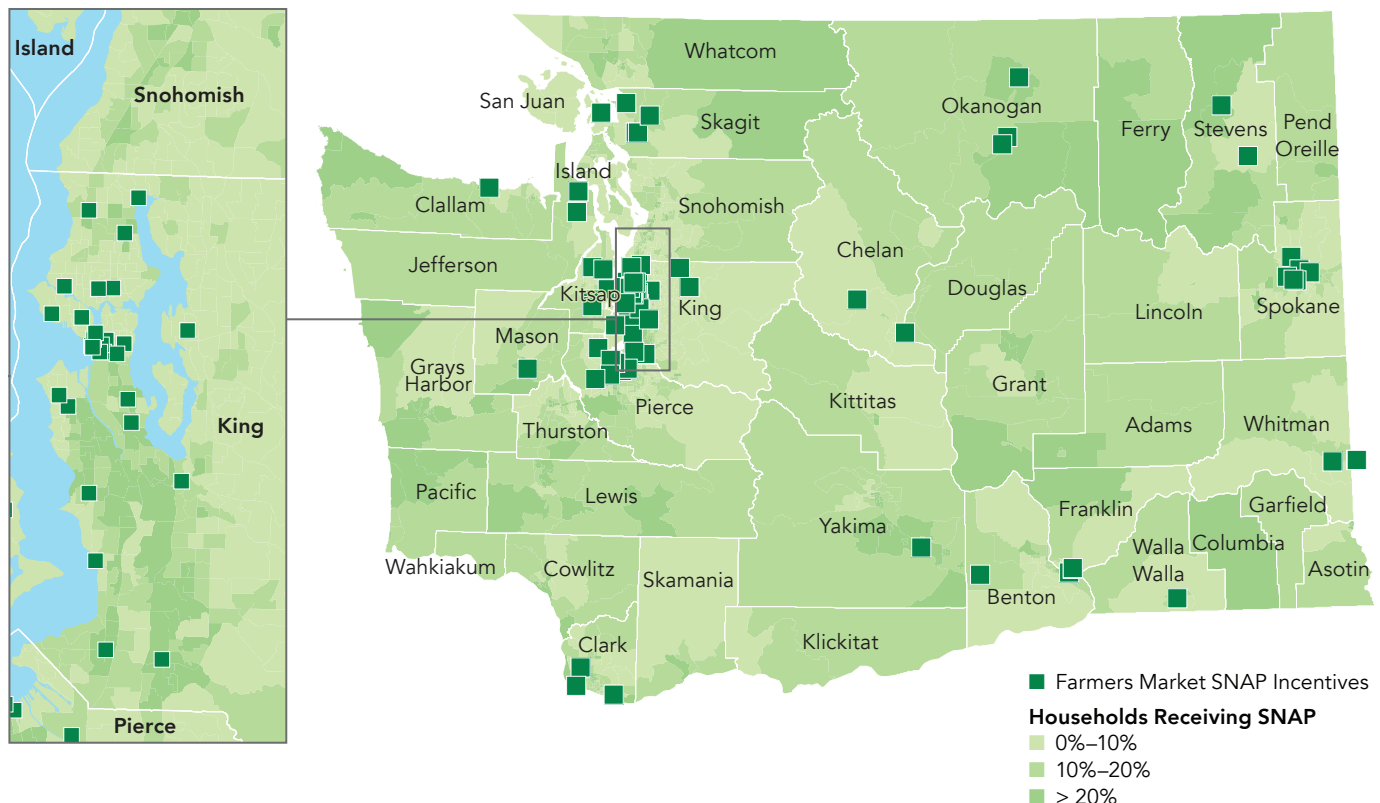 Island
Snohomish
King
Pierce
Whatcom
San Juan
Skagit
Island
Clallam
Snohomish
Jefferson
Kitsap
King
Mason
Grays
Harbor
Pierce
Thurston
Pacific
Lewis
Wahkiakum
Cowlitz
Skamania
Clark
Okanogan
Ferry
Stevens
Pend
Oreille
Chelan
Douglas
Lincoln
Spokane
Grant
Kittitas
Adams
Whitman
Yakima
Franklin
Garfield
Walla
Walla
Columbia
Asotin
Benton
Klickitat
Farmers Market SNAP Incentives
Households Receiving SNAP
0%–10%
10%–20%
> 20%